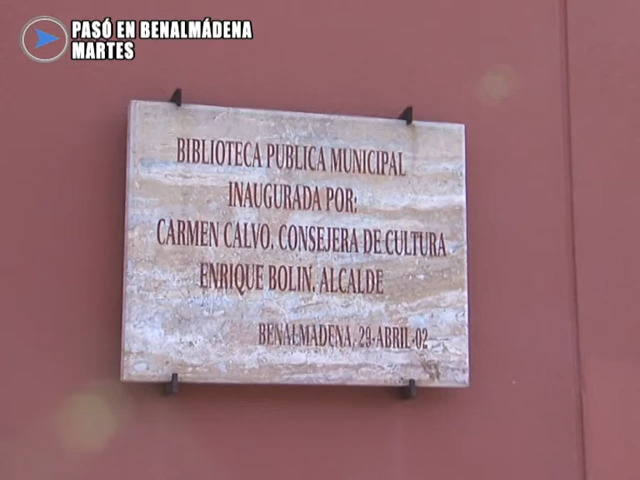 PASÓ EN BENALMÁDENA
MARTES
BIBLIOTECA PUBLICA MUNICIPAL
INAUGURADA POR:
CARMEN CALVO. CONSEJERA DE CULTURA
ENRIQUE BOLIN. ALCALDE
BENALMADENA, 29-ABRIL-02